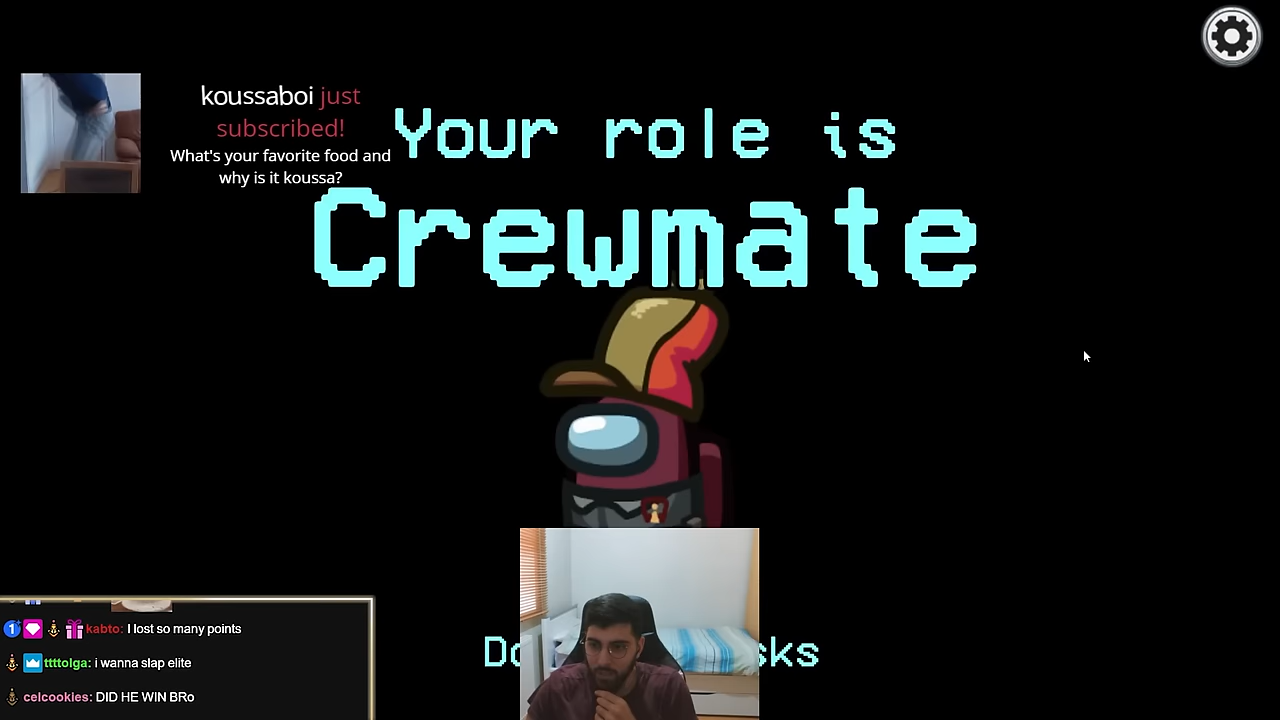 koussaboi just
subscribed!
What's your favorite food and
why is it koussa?
Your role is
Crewmate
kabto: I lost so many points
ttttolga: i wanna slap elite
celcookies: DID HE WIN BRo